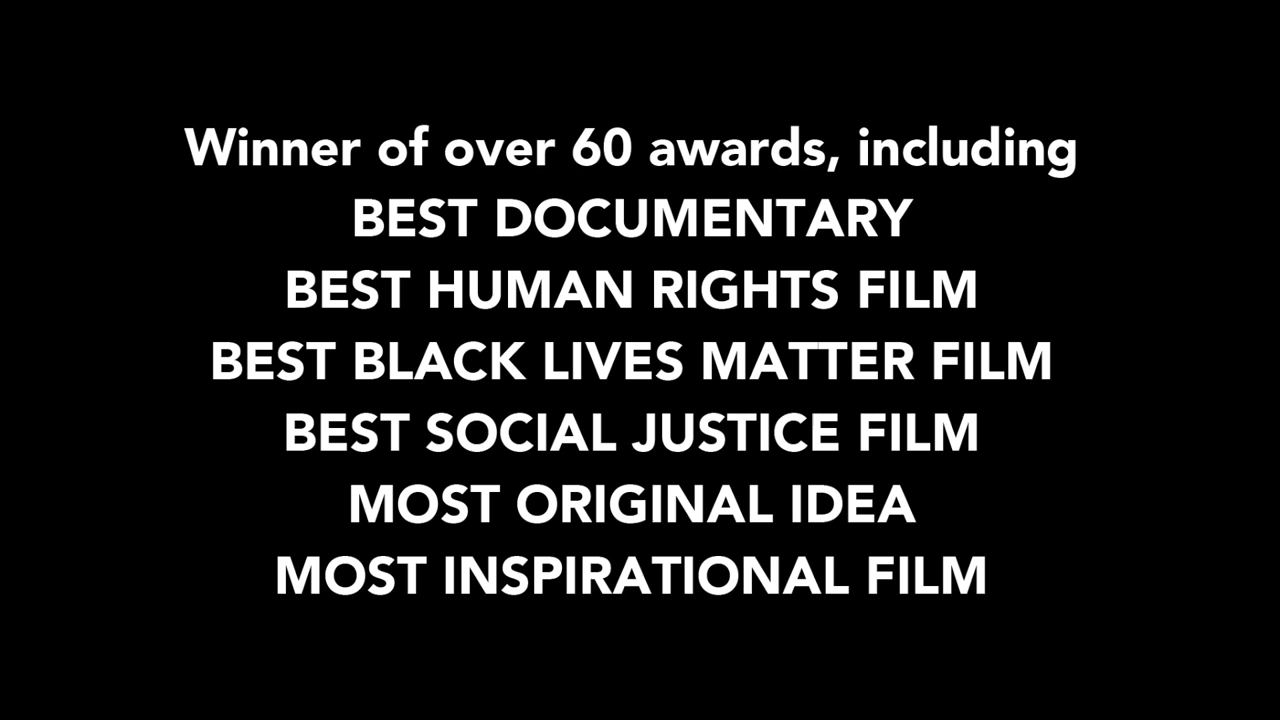 Winner of over 60 awards, including
BEST DOCUMENTARY
BEST HUMAN RIGHTS FILM
BEST BLACK LIVES MATTER FILM
BEST SOCIAL JUSTICE FILM
MOST ORIGINAL IDEA
MOST INSPIRATIONAL FILM